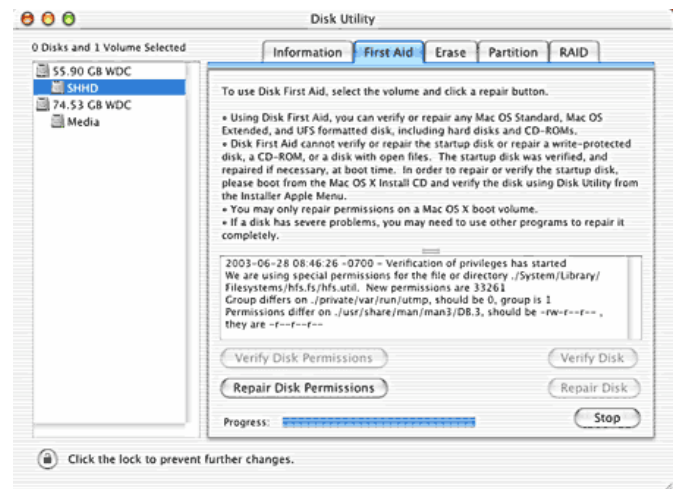 Disk Utility
0 Disks and 1 Volume Selected
55.90 GB WDC
SHHD
74.53 GB WDC
Media
Information
First Aid
Erase
Partition
RAID
To use Disk First Aid, select the volume and click a repair button.
• Using Disk First Aid, you can verify or repair any Mac OS Standard, Mac OS
Extended, and UFS formatted disk, including hard disks and CD-ROMs.
• Disk First Aid cannot verify or repair the startup disk or repair a write-protected
disk, a CD-ROM, or a disk with open files. The startup disk was verified, and
repaired if necessary, at boot time. In order to repair or verify the startup disk,
please boot from the Mac OS X Install CD and verify the disk using Disk Utility from
the Installer Apple Menu.
• You may only repair permissions on a Mac OS X boot volume.
• If a disk has severe problems, you may need to use other programs to repair it
completely.
2003-06-28 08:46:26 -0700 - Verification of privileges has started
We are using special permissions for the file or directory ./System/Library/
Filesystems/hfs.fs/hfs.util. New permissions are 33261
Group differs on ./private/var/run/utmp, should be 0, group is 1
Permissions differ on ./usr/share/man/man3/DB.3, should be -rw-r--r-- ,
they are -r--r--r--
Verify Disk Permissions
Verify Disk
Repair Disk Permissions
Repair Disk
Progress:
Stop
Click the lock to prevent further changes.